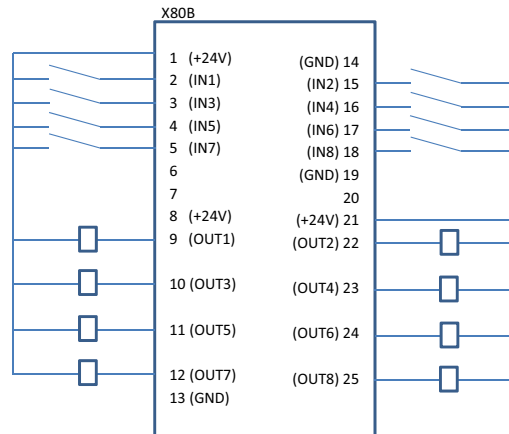 X80B
1 (+24V)
2 (IN1)
3 (IN3)
4 (IN5)
5 (IN7)
6
7
8 (+24V)
9 (OUT1)
10 (OUT3)
11 (OUT5)
12 (OUT7)
13 (GND)
(GND) 14
(IN2) 15
(IN4) 16
(IN6) 17
(IN8) 18
(GND) 19
20
(+24V) 21
(OUT2) 22
(OUT4) 23
(OUT6) 24
(OUT8) 25